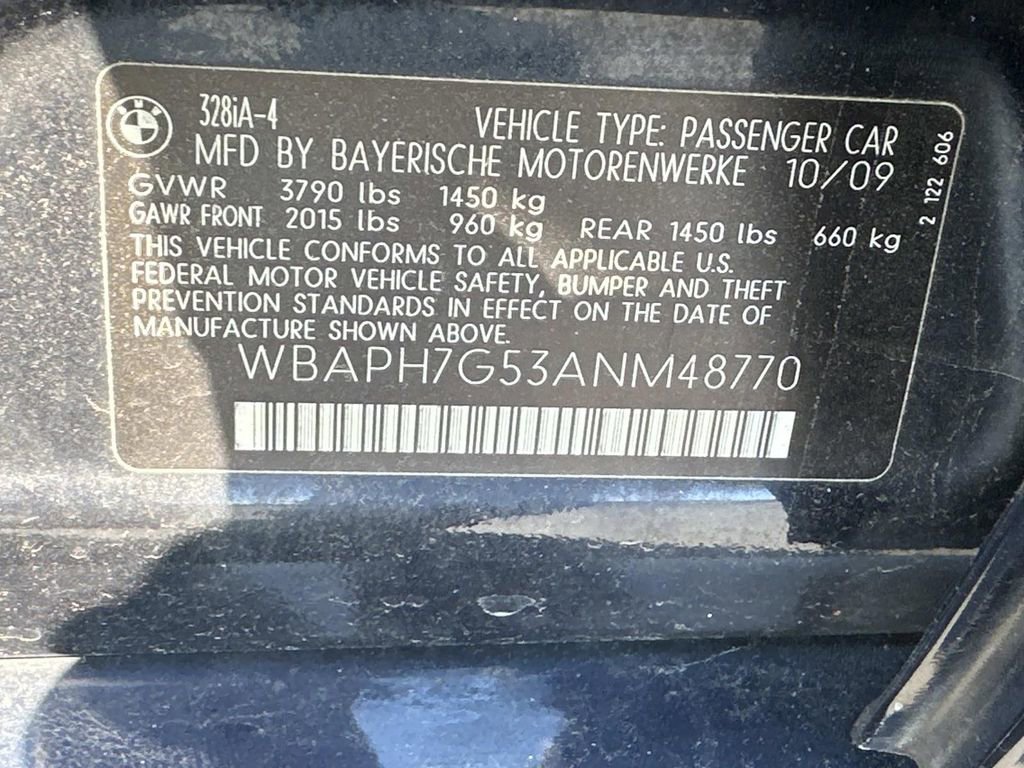 BMW
328iA-4
VEHICLE TYPE: PASSENGER CAR
MFD BY BAYERISCHE MOTORENWERKE 10/09
GVWR 3790 lbs 1450 kg
GAWR FRONT 2015 lbs 960 kg REAR 1450 lbs 660 kg
THIS VEHICLE CONFORMS TO ALL APPLICABLE U.S.
FEDERAL MOTOR VEHICLE SAFETY, BUMPER AND THEFT
PREVENTION STANDARDS IN EFFECT ON THE DATE OF
MANUFACTURE SHOWN ABOVE.
WBAPH7G53ANM48770
2 122 606